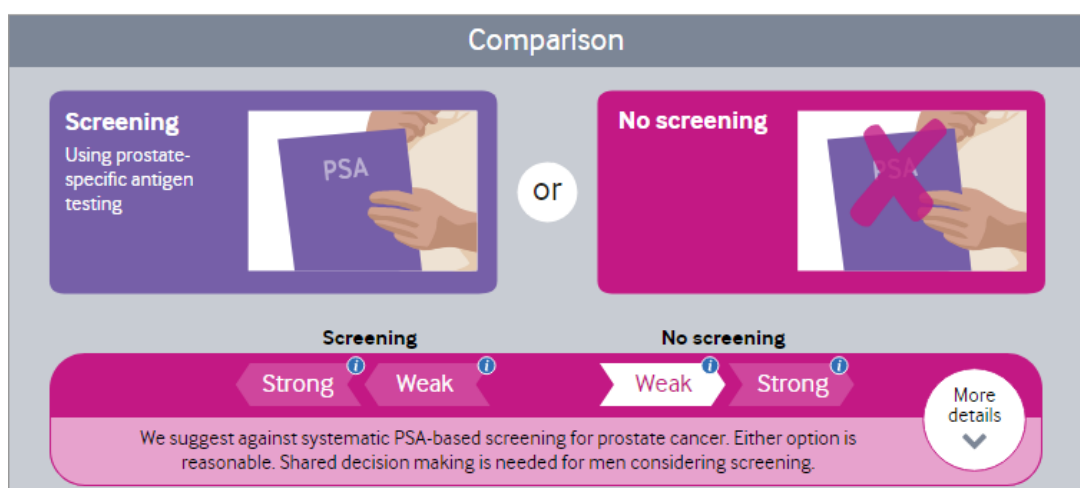 Comparison
Screening
Using prostate-
specific antigen
testing
PSA
or
No screening
PSA
Screening
No screening
Strong
i
Weak
i
Weak
i
Strong
i
More
details
We suggest against systematic PSA-based screening for prostate cancer. Either option is
reasonable. Shared decision making is needed for men considering screening.